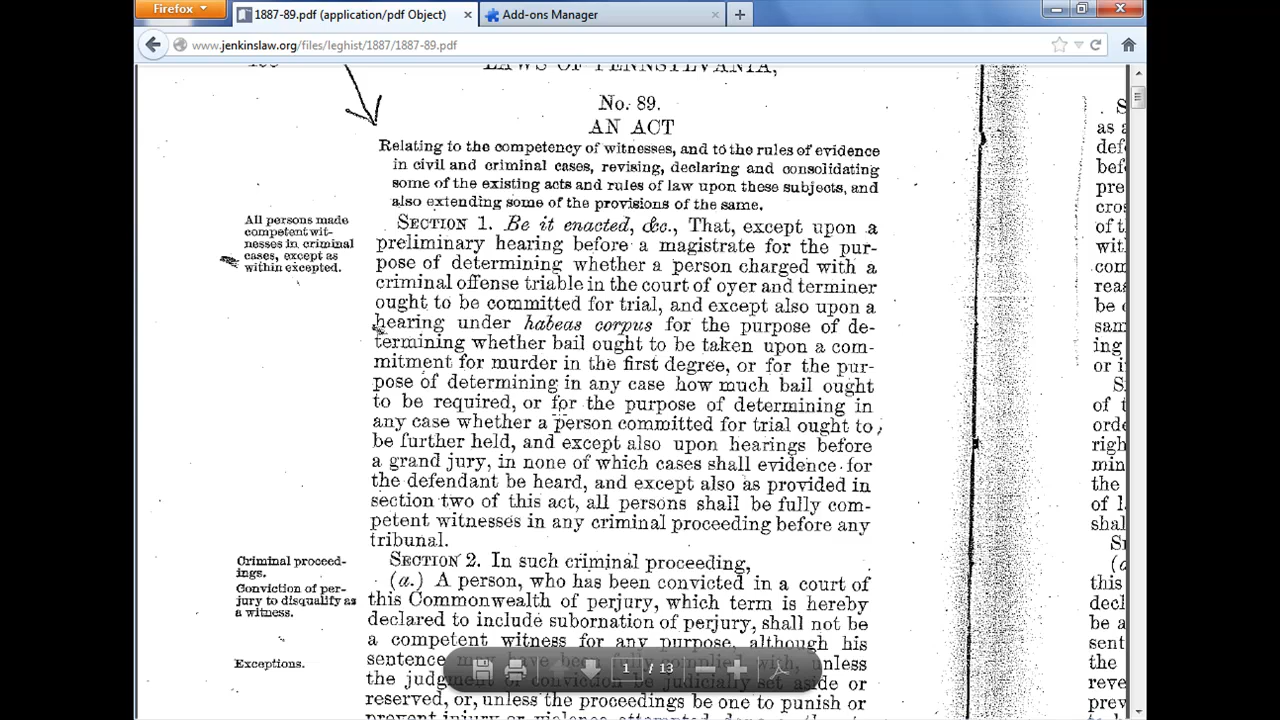 Firefox
1887-89.pdf (application/pdf Object)
Add-ons Manager
www.jenkinslaw.org/files/leghist/1887/1887-89.pdf
LAWS OF PENNSYLVANIA,
No. 89.
AN ACT
Relating to the competency of witnesses, and to the rules of evidence
in civil and criminal cases, revising, declaring and consolidating
some of the existing acts and rules of law upon these subjects, and
also extending some of the provisions of the same.
All persons made
competent wit-
nesses in criminal
cases, except as
within excepted.
SECTION 1. Be it enacted, &c., That, except upon a
preliminary hearing before a magistrate for the pur-
pose of determining whether a person charged with a
criminal offense triable in the court of oyer and terminer
ought to be committed for trial, and except also upon a
hearing under habeas corpus for the purpose of de-
termining whether bail ought to be taken upon a com-
mitment for murder in the first degree, or for the pur-
pose of determining in any case how much bail ought
to be required, or for the purpose of determining in
any case whether a person committed for trial ought to
be further held, and except also upon hearings before
a grand jury, in none of which cases shall evidence for
the defendant be heard, and except also as provided in
section two of this act, all persons shall be fully com-
petent witnesses in any criminal proceeding before any
tribunal.
Criminal proceed-
ings.
Conviction of per-
jury to disqualify as
a witness.
Exceptions.
SECTION 2. In such criminal proceeding,
(a.) A person, who has been convicted in a court of
this Commonwealth of perjury, which term is hereby
declared to include subornation of perjury, shall not be
a competent witness for any purpose, although his
sentence may have been fully complied with, unless
the judgment of conviction be judicially set aside or
reserved, or, unless the proceedings be one to punish or
prevent injury or violence attempted
1 / 13